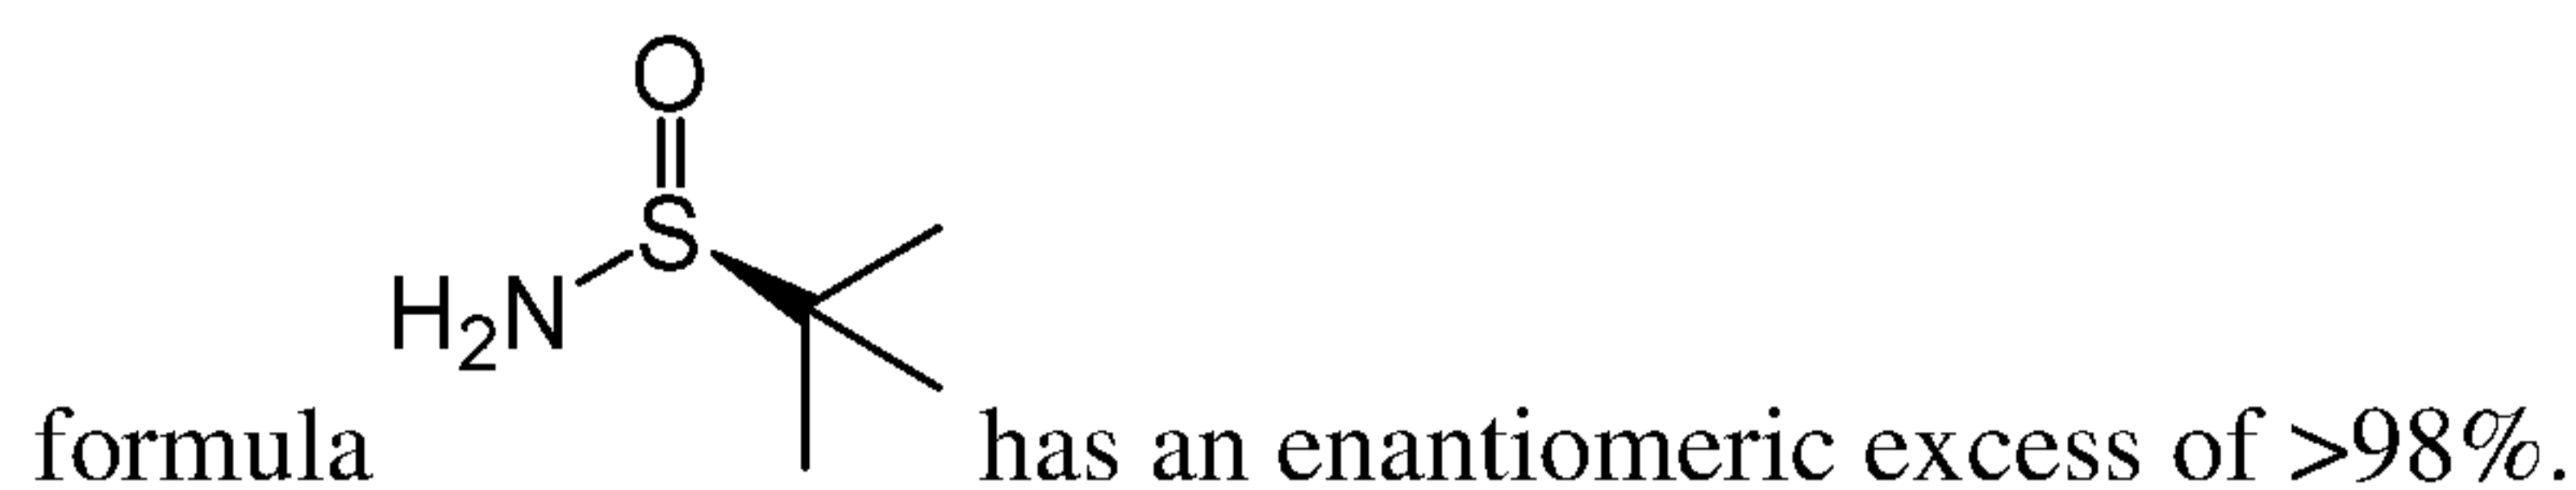 O
S
H₂N
formula has an enantiomeric excess of >98%.